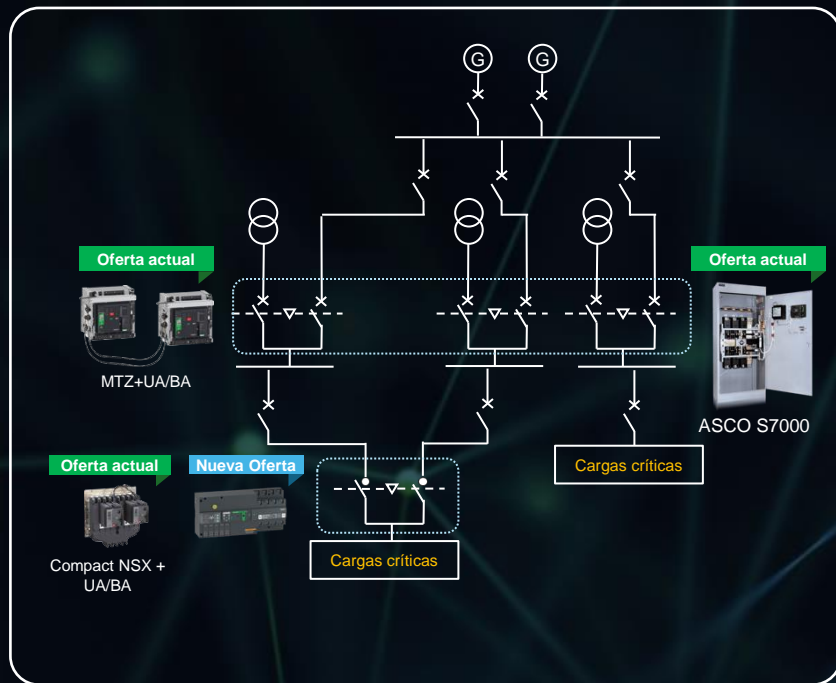 G G
Oferta actual
MTZ+UA/BA
Oferta actual
ASCO S7000
Oferta actual
Nueva Oferta
Compact NSX +
UA/BA
Cargas críticas
Cargas críticas